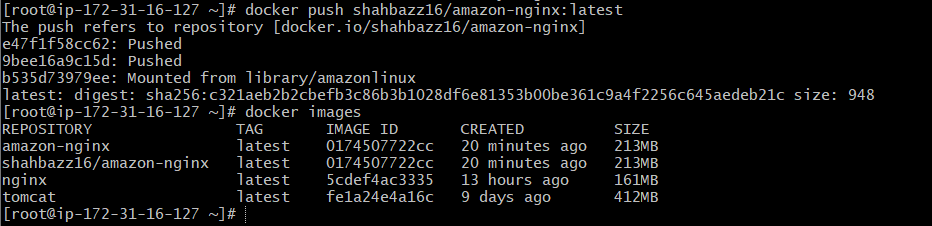 [root@ip-172-31-16-127 ~]# docker push shahbazz16/amazon-nginx:latest
The push refers to repository [docker.io/shahbazz16/amazon-nginx]
e47f1f58cc62: Pushed
9bee16a9c15d: Pushed
b535d73979ee: Mounted from library/amazonlinux
latest: digest: sha256:c321aeb2b2cbefb3c86b3b1028df6e81353b00be361c9a4f2256c645aedeb21c size: 948
[root@ip-172-31-16-127 ~]# docker images
REPOSITORY TAG IMAGE ID CREATED SIZE
amazon-nginx latest 0174507722cc 20 minutes ago 213MB
shahbazz16/amazon-nginx latest 0174507722cc 20 minutes ago 213MB
nginx latest 5cdef4ac3335 13 hours ago 161MB
tomcat latest fe1a24e4a16c 9 days ago 412MB
[root@ip-172-31-16-127 ~]#